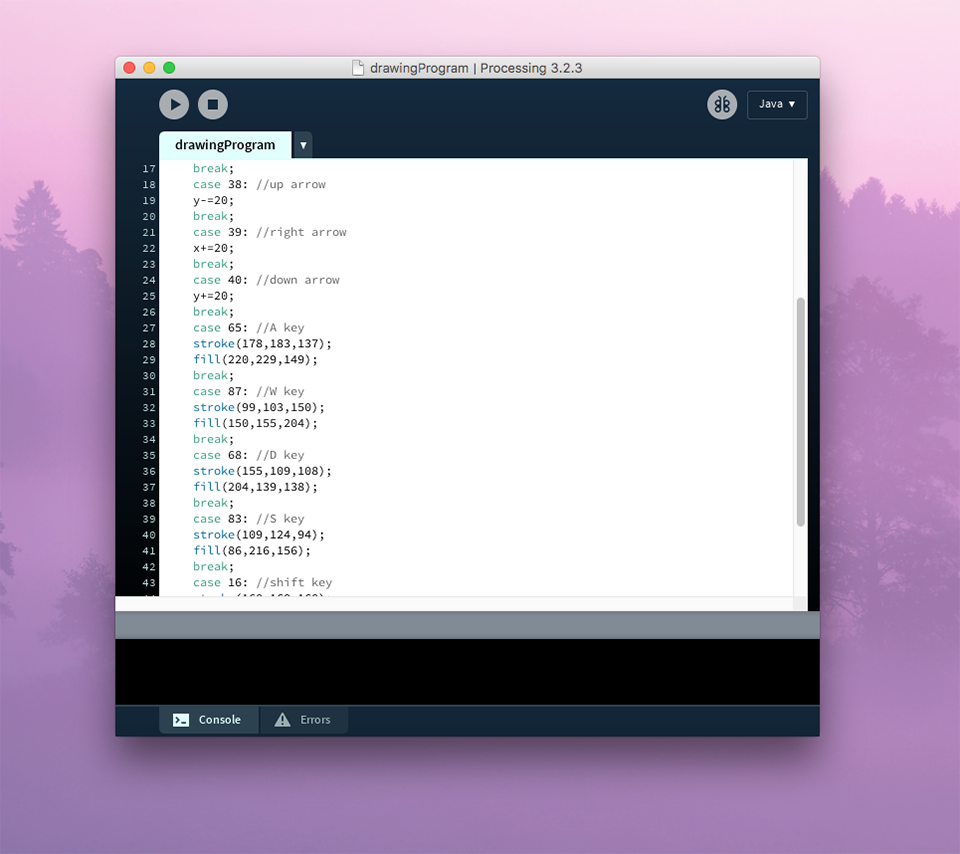 drawingProgram | Processing 3.2.3
Java ▼
drawingProgram ▼
17 break;
18 case 38: //up arrow
19 y-=20;
20 break;
21 case 39: //right arrow
22 x+=20;
23 break;
24 case 40: //down arrow
25 y+=20;
26 break;
27 case 65: //A key
28 stroke(178,183,137);
29 fill(220,229,149);
30 break;
31 case 87: //W key
32 stroke(99,103,150);
33 fill(150,155,204);
34 break;
35 case 68: //D key
36 stroke(155,109,108);
37 fill(204,139,138);
38 break;
39 case 83: //S key
40 stroke(109,124,94);
41 fill(86,216,156);
42 break;
43 case 16: //shift key
Console
Errors